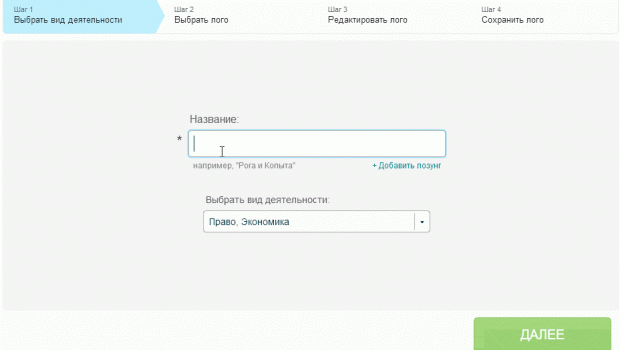 Шаг 1
Выбрать вид деятельности
Шаг 2
Выбрать лого
Шаг 3
Редактировать лого
Шаг 4
Сохранить лого
Название:
*
например, "Рога и Копыта"
+ Добавить лозунг
Выбрать вид деятельности:
Право, Экономика
ДАЛЕЕ